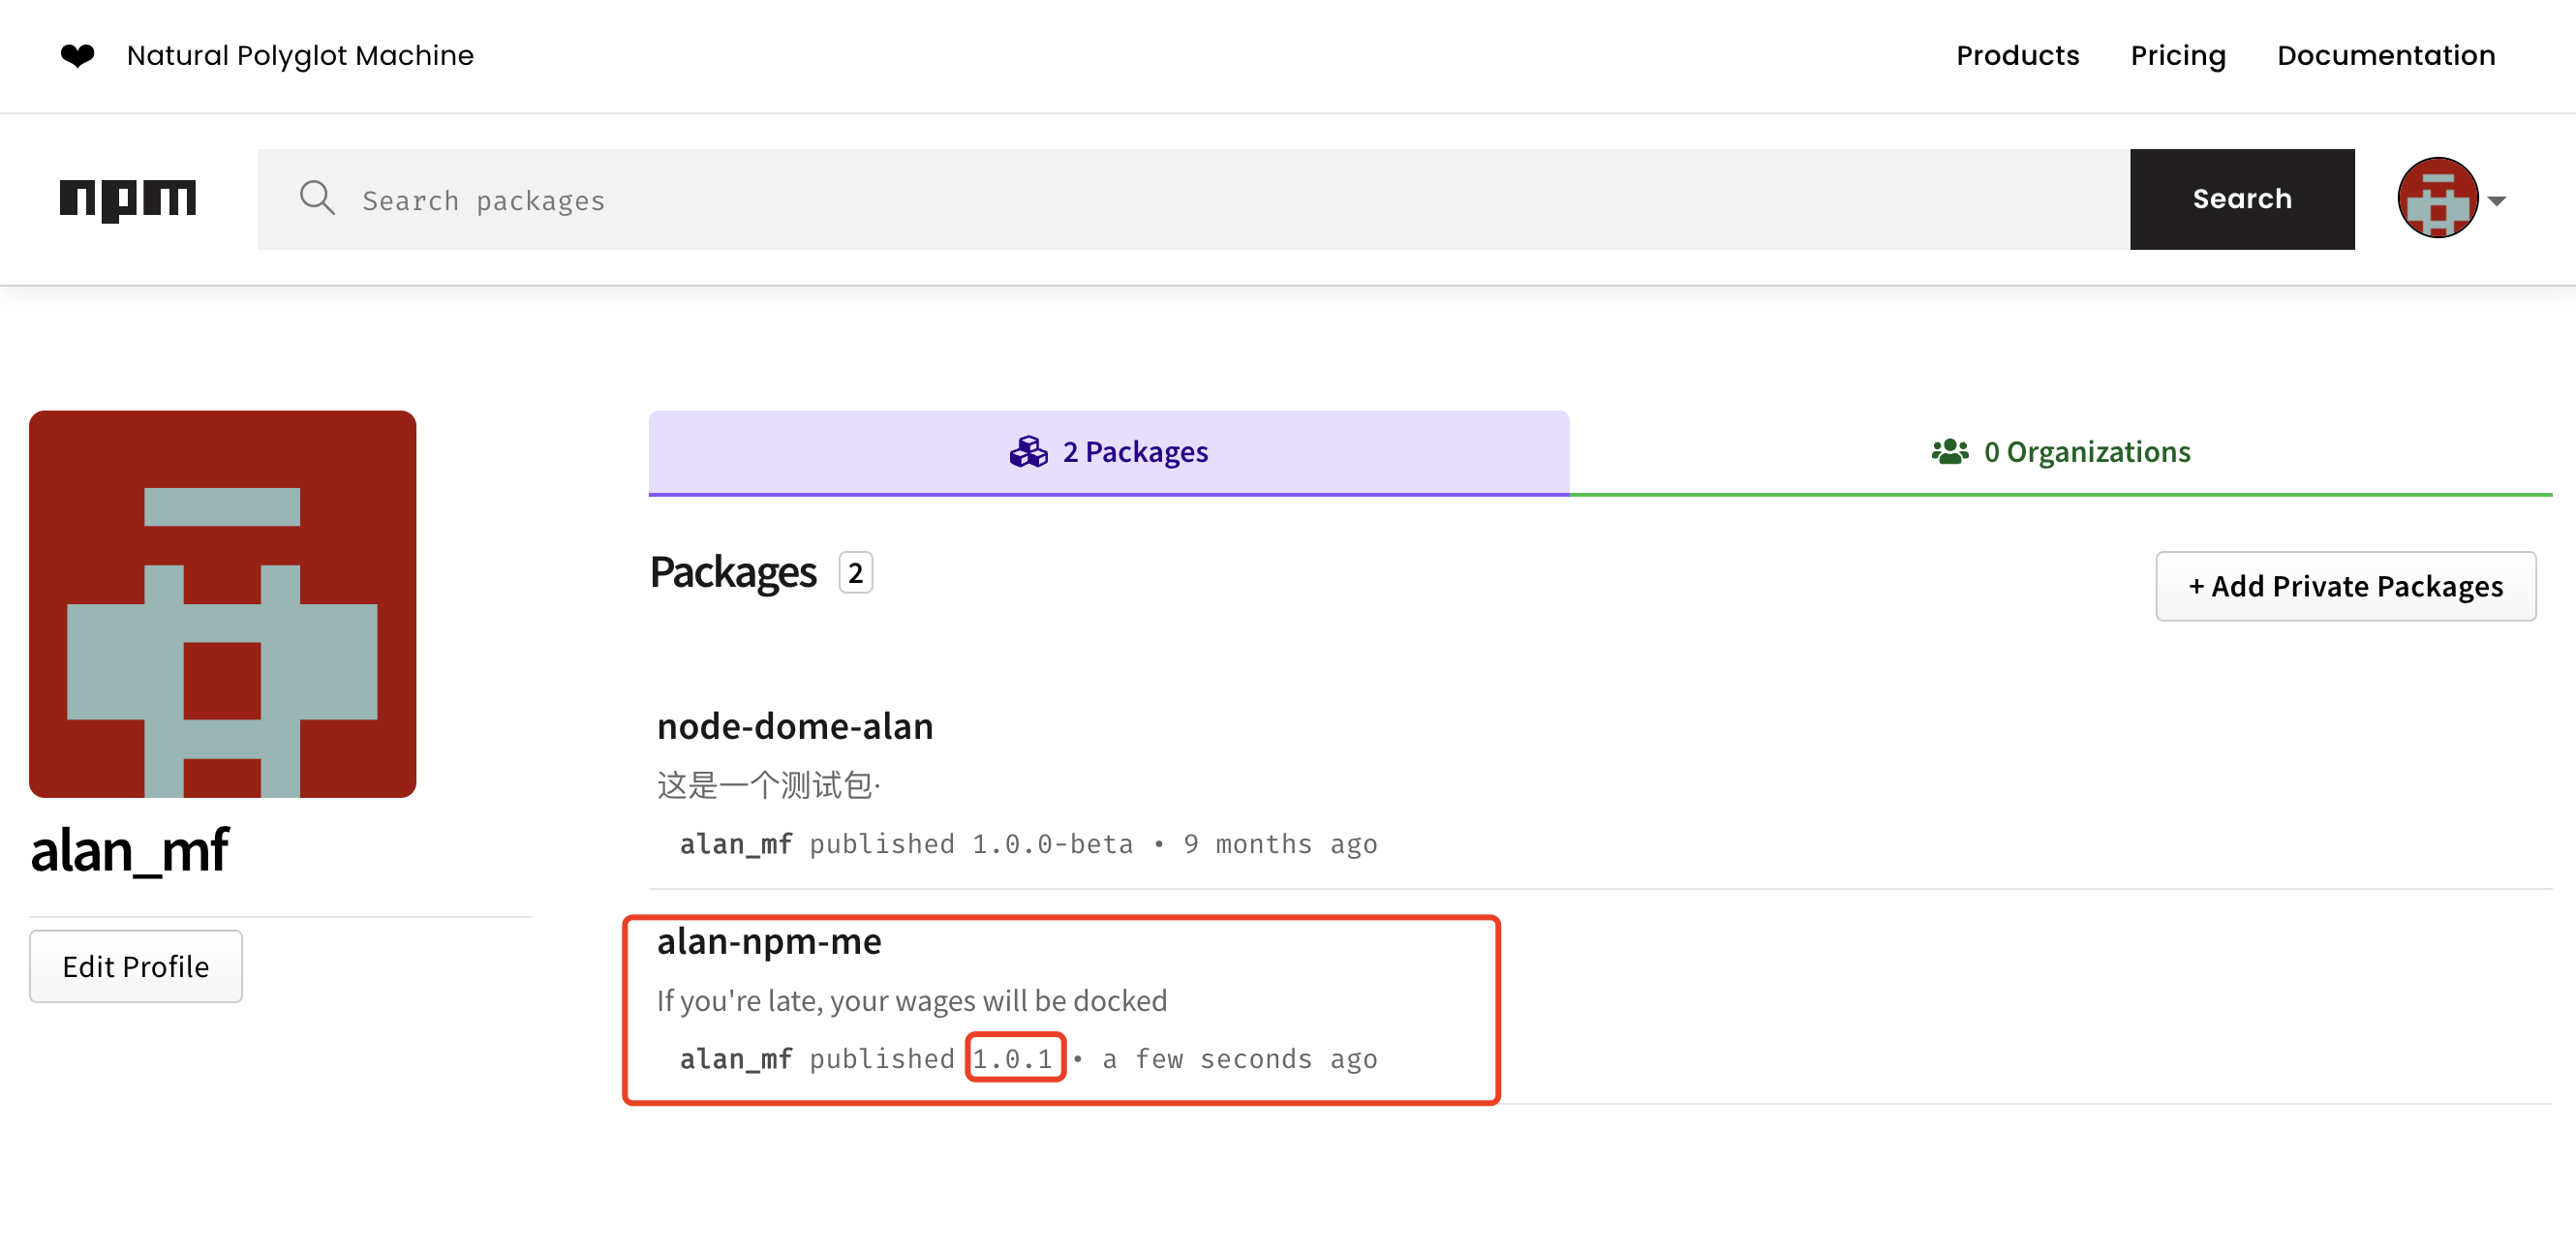 ❤ Natural Polyglot Machine
Products Pricing Documentation
npm
Search packages
Search
2 Packages
0 Organizations
Packages 2
+ Add Private Packages
node-dome-alan
这是一个测试包·
alan_mf published 1.0.0-beta • 9 months ago
alan_mf
Edit Profile
alan-npm-me
If you're late, your wages will be docked
alan_mf published 1.0.1 • a few seconds ago